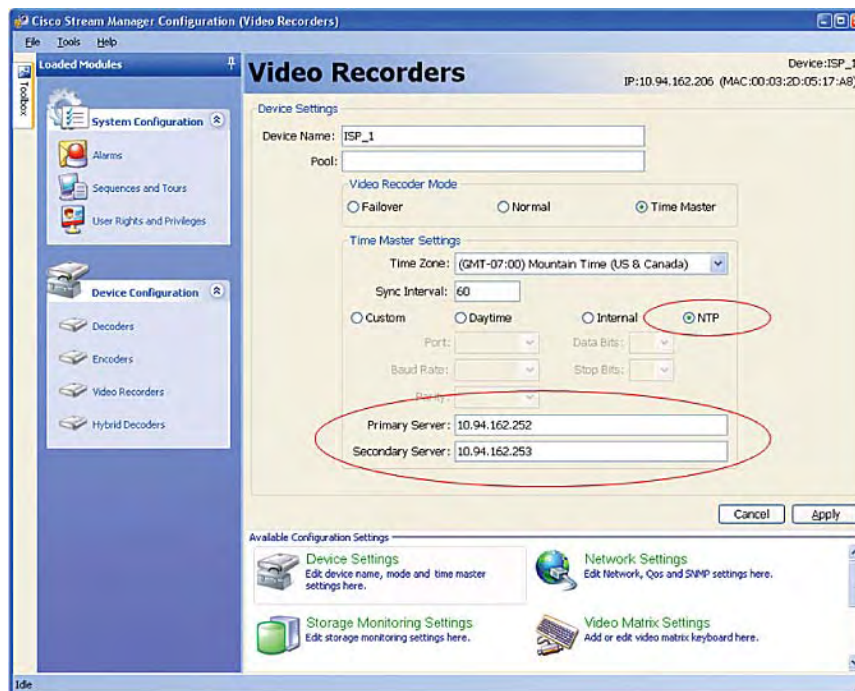 Cisco Stream Manager Configuration (Video Recorders)
File Tools Help
Toolbox
Loaded Modules
System Configuration
Alarms
Sequences and Tours
User Rights and Privileges
Device Configuration
Decoders
Encoders
Video Recorders
Hybrid Decoders
Video Recorders
Device:ISP_1
IP:10.94.162.206 (MAC:00:03:2D:05:17:A8)
Device Settings
Device Name: ISP_1
Pool:
Video Recoder Mode
Failover Normal Time Master
Time Master Settings
Time Zone: (GMT-07:00) Mountain Time (US & Canada)
Sync Interval: 60
Custom Daytime Internal NTP
Port: Data Bits:
Baud Rate: Stop Bits:
Parity:
Primary Server: 10.94.162.252
Secondary Server: 10.94.162.253
Cancel Apply
Available Configuration Settings
Device Settings
Edit device name, mode and time master
settings here.
Network Settings
Edit Network, Qos and SNMP settings here.
Storage Monitoring Settings
Edit storage monitoring settings here.
Video Matrix Settings
Add or edit video matrix keyboard here.
Idle